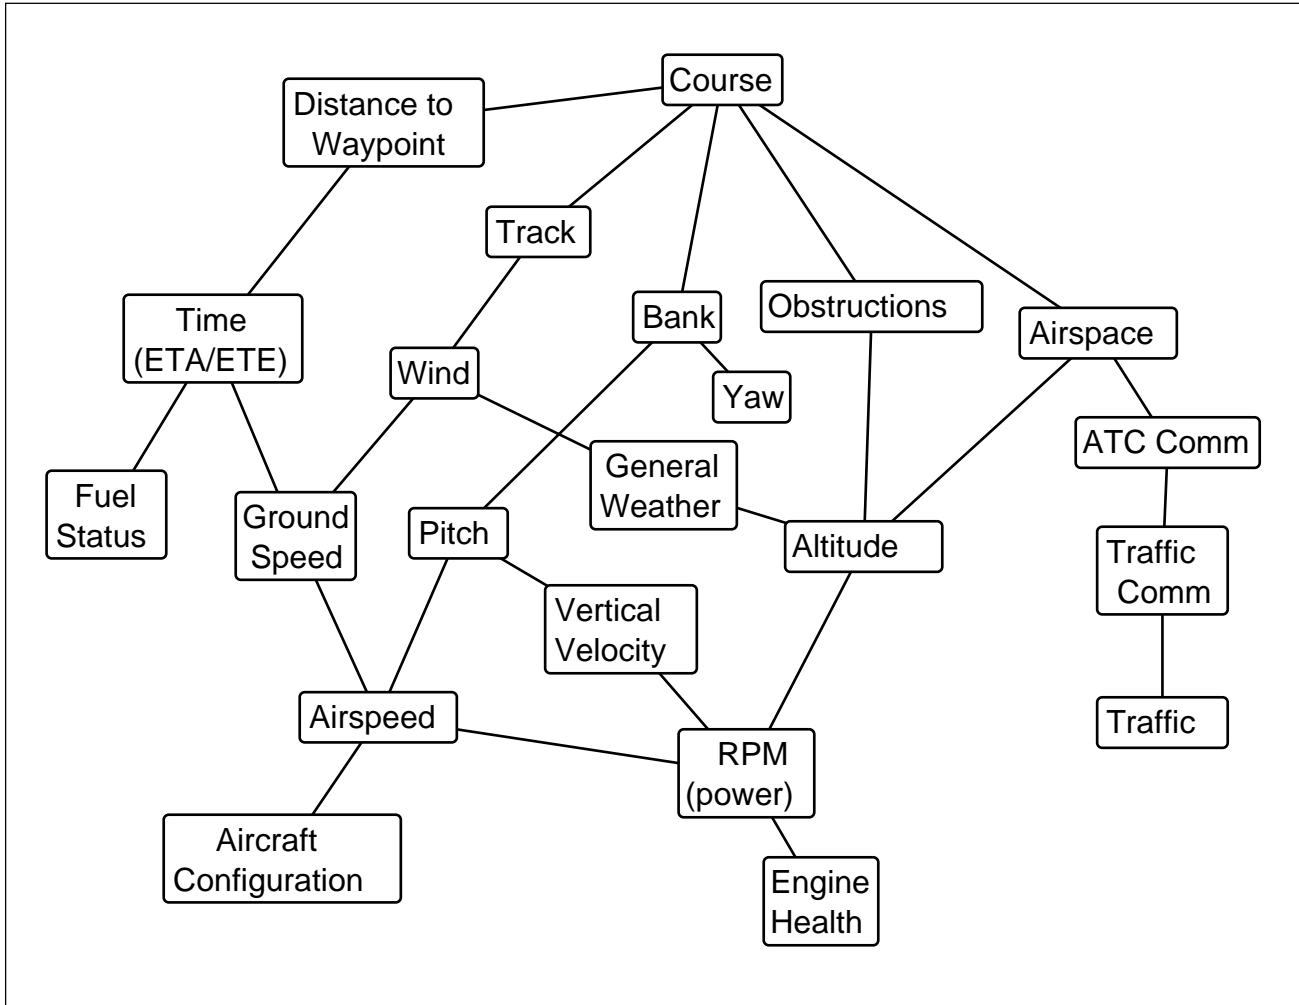 Course
Distance to
Waypoint
Track
Time
(ETA/ETE)
Bank
Obstructions
Airspace
Wind
Yaw
ATC Comm
General
Weather
Fuel
Status
Ground
Speed
Pitch
Altitude
Traffic
Comm
Vertical
Velocity
Airspeed
RPM
(power)
Traffic
Aircraft
Configuration
Engine
Health